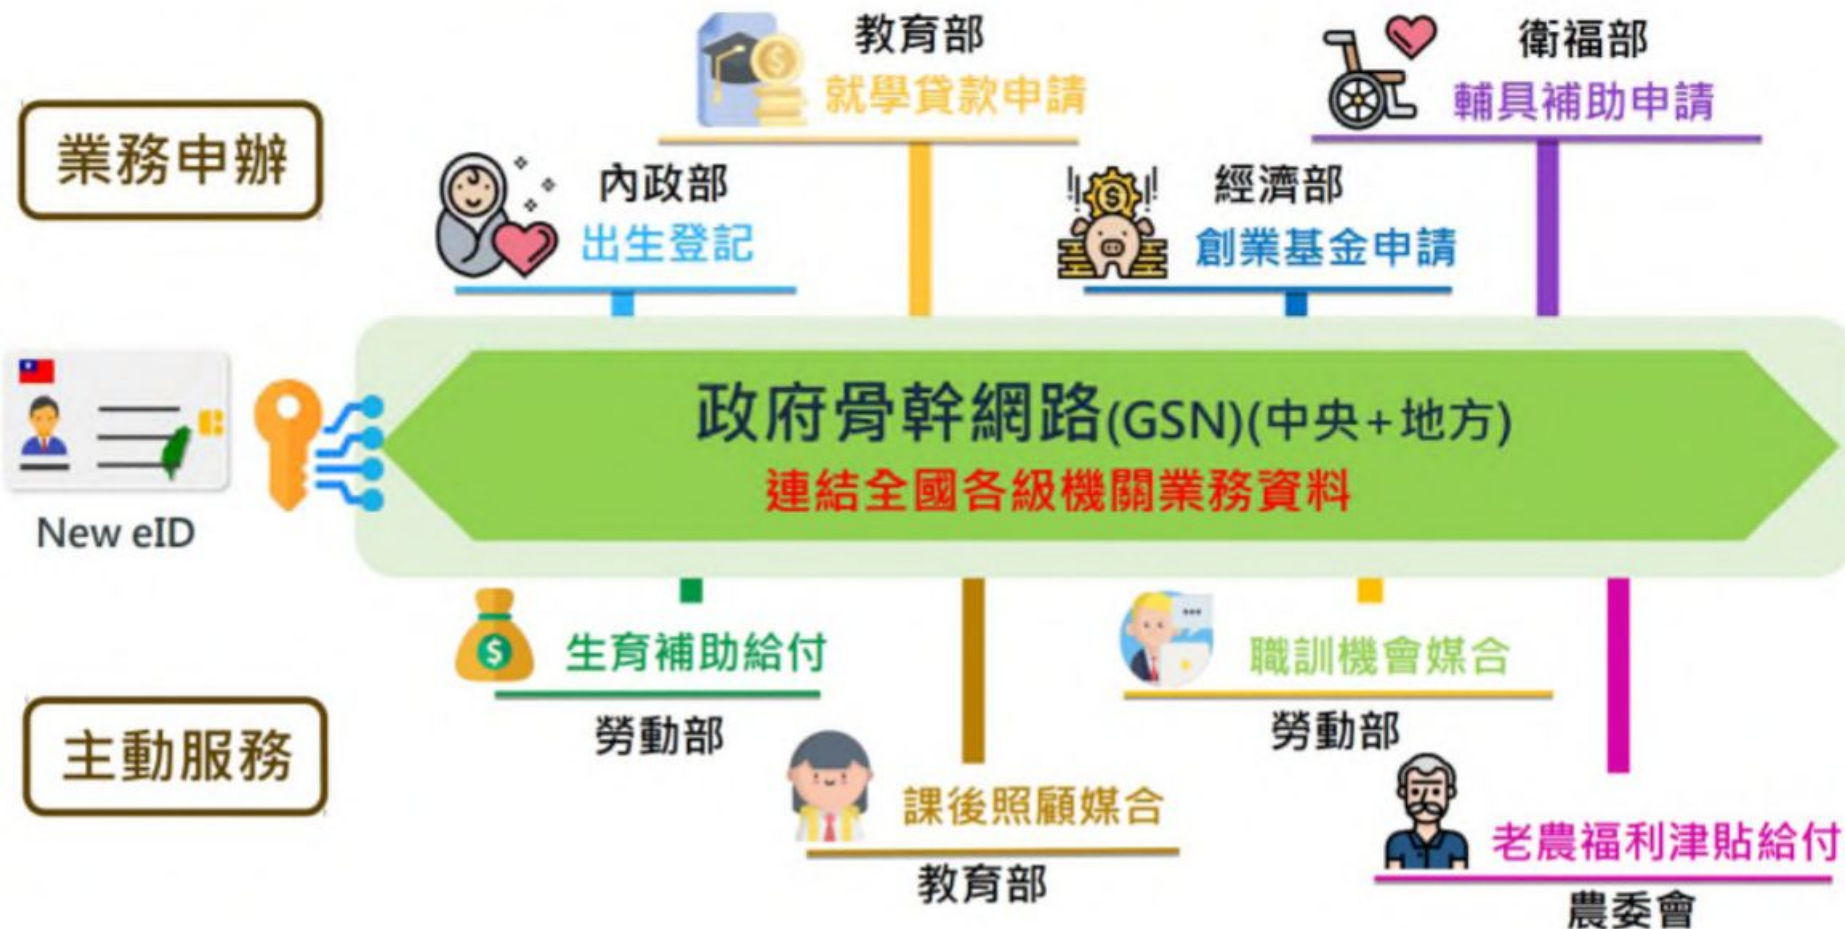 教育部
就學貸款申請
衛福部
輔具補助申請
業務申辦
內政部
出生登記
經濟部
創業基金申請
政府骨幹網路(GSN)(中央+地方)
連結全國各級機關業務資料
New eID
生育補助給付
勞動部
職訓機會媒合
勞動部
主動服務
課後照顧媒合
教育部
老農福利津貼給付
農委會